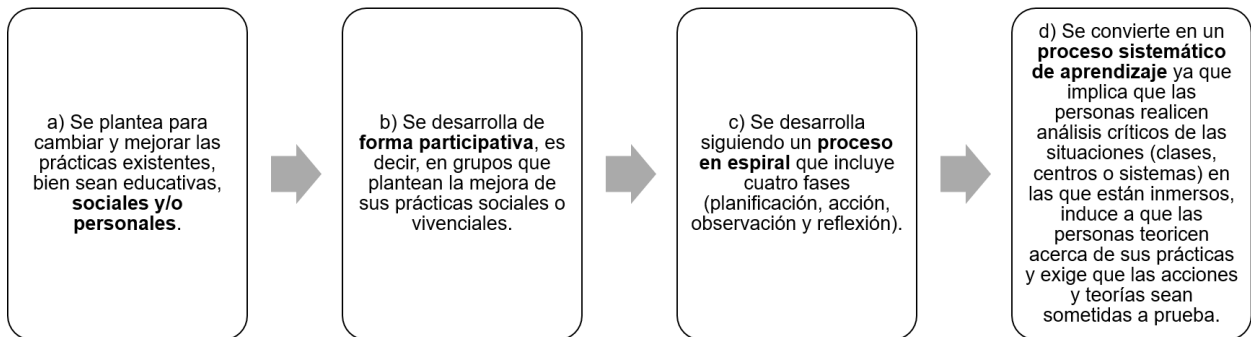 a) Se plantea para
cambiar y mejorar las
prácticas existentes,
bien sean educativas,
sociales y/o
personales.
b) Se desarrolla de
forma participativa, es
decir, en grupos que
plantean la mejora de
sus prácticas sociales o
vivenciales.
c) Se desarrolla
siguiendo un proceso
en espiral que incluye
cuatro fases
(planificación, acción,
observación y reflexión).
d) Se convierte en un
proceso sistemático
de aprendizaje ya que
implica que las
personas realicen
análisis críticos de las
situaciones (clases,
centros o sistemas) en
las que están inmersos,
induce a que las
personas teoricen
acerca de sus prácticas
y exige que las acciones
y teorías sean
sometidas a prueba.